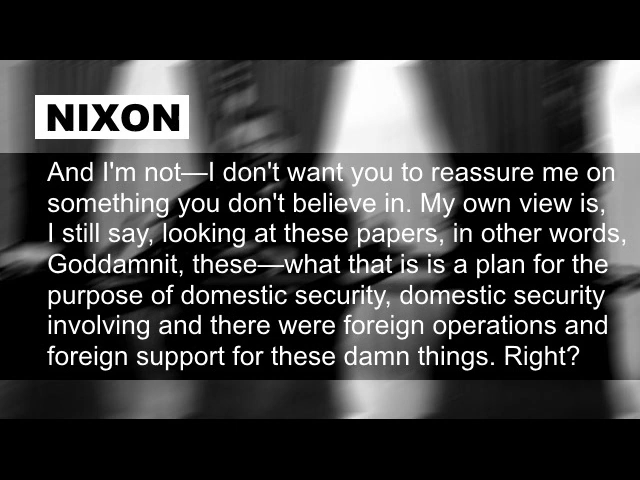 NIXON
And I'm not—I don't want you to reassure me on
something you don't believe in. My own view is,
I still say, looking at these papers, in other words,
Goddamnit, these—what that is is a plan for the
purpose of domestic security, domestic security
involving and there were foreign operations and
foreign support for these damn things. Right?